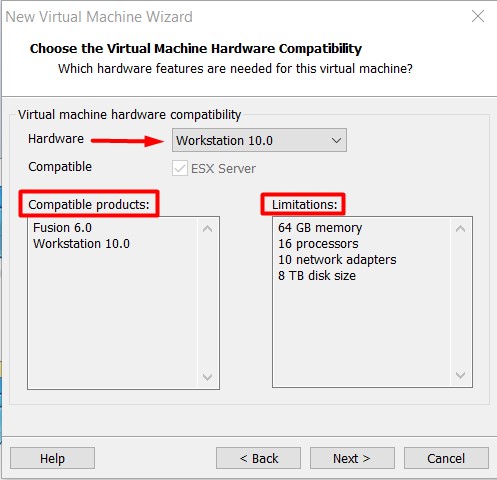 New Virtual Machine Wizard
Choose the Virtual Machine Hardware Compatibility
Which hardware features are needed for this virtual machine?
Virtual machine hardware compatibility
Hardware Workstation 10.0
Compatible ESX Server
Compatible products: Limitations:
Fusion 6.0
Workstation 10.0
64 GB memory
16 processors
10 network adapters
8 TB disk size
Help < Back Next > Cancel